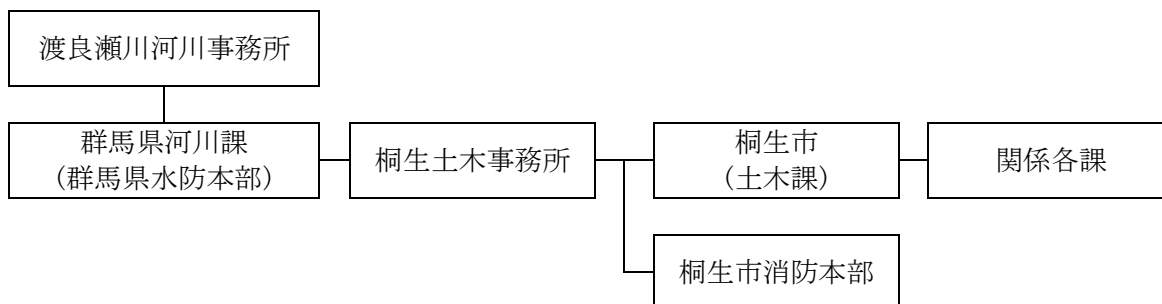 渡良瀬川河川事務所
群馬県河川課
(群馬県水防本部)
桐生土木事務所
桐生市
(土木課)
関係各課
桐生市消防本部